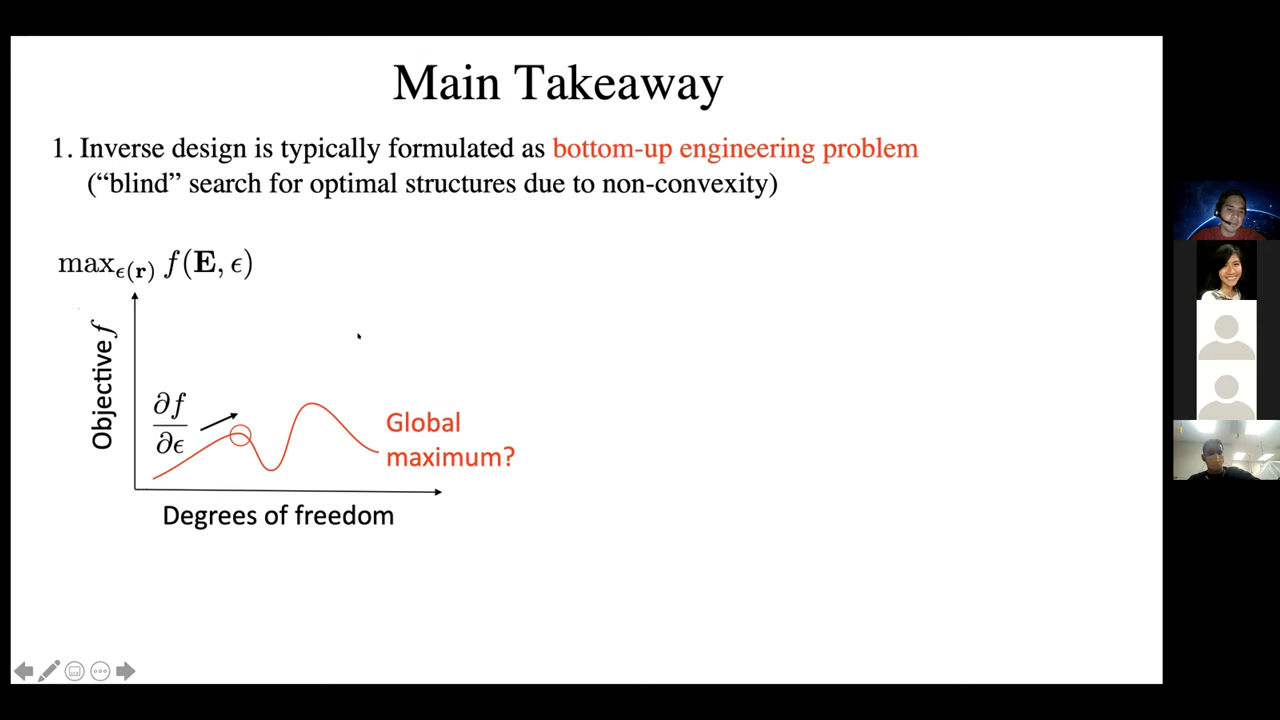 Main Takeaway
1. Inverse design is typically formulated as bottom-up engineering problem
(“blind” search for optimal structures due to non-convexity)
max_{ϵ(r)} f(E, ϵ)
Objective f
∂f
∂ϵ
Global
maximum?
Degrees of freedom